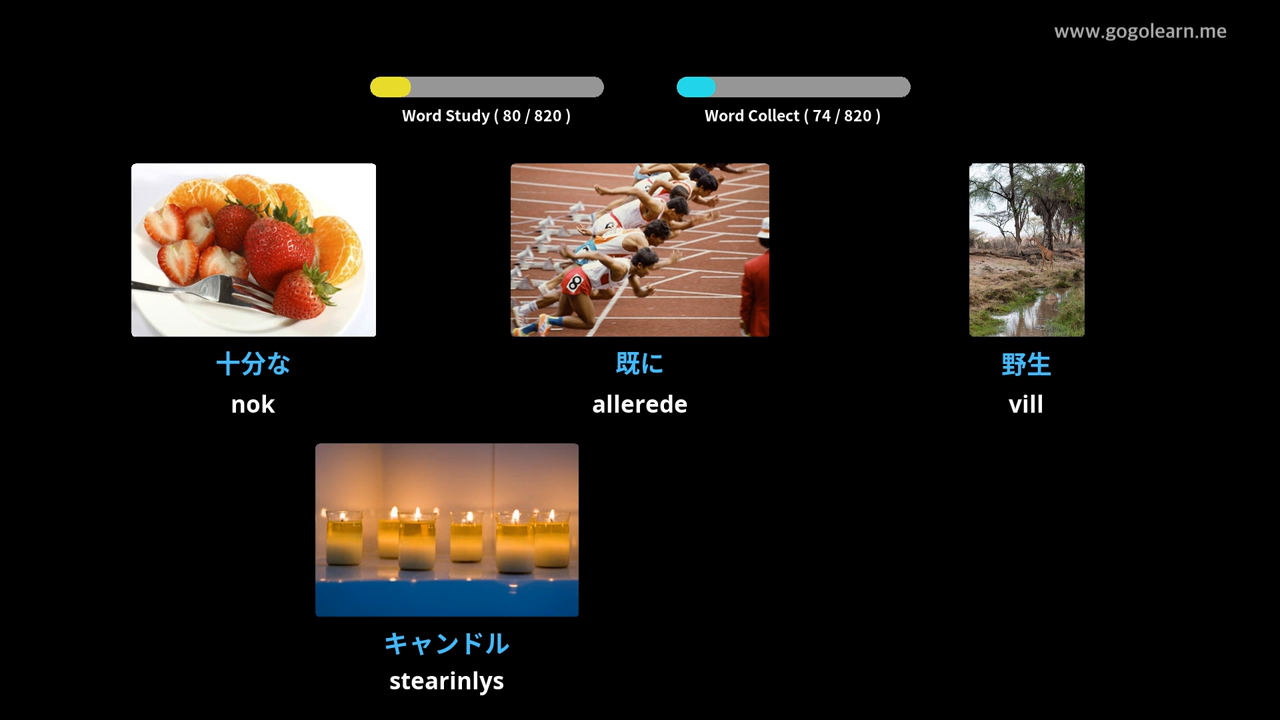 www.gogolearn.me
Word Study ( 80 / 820 )
Word Collect ( 74 / 820 )
十分な
nok
既に
allerede
野生
vill
キャンドル
stearinlys